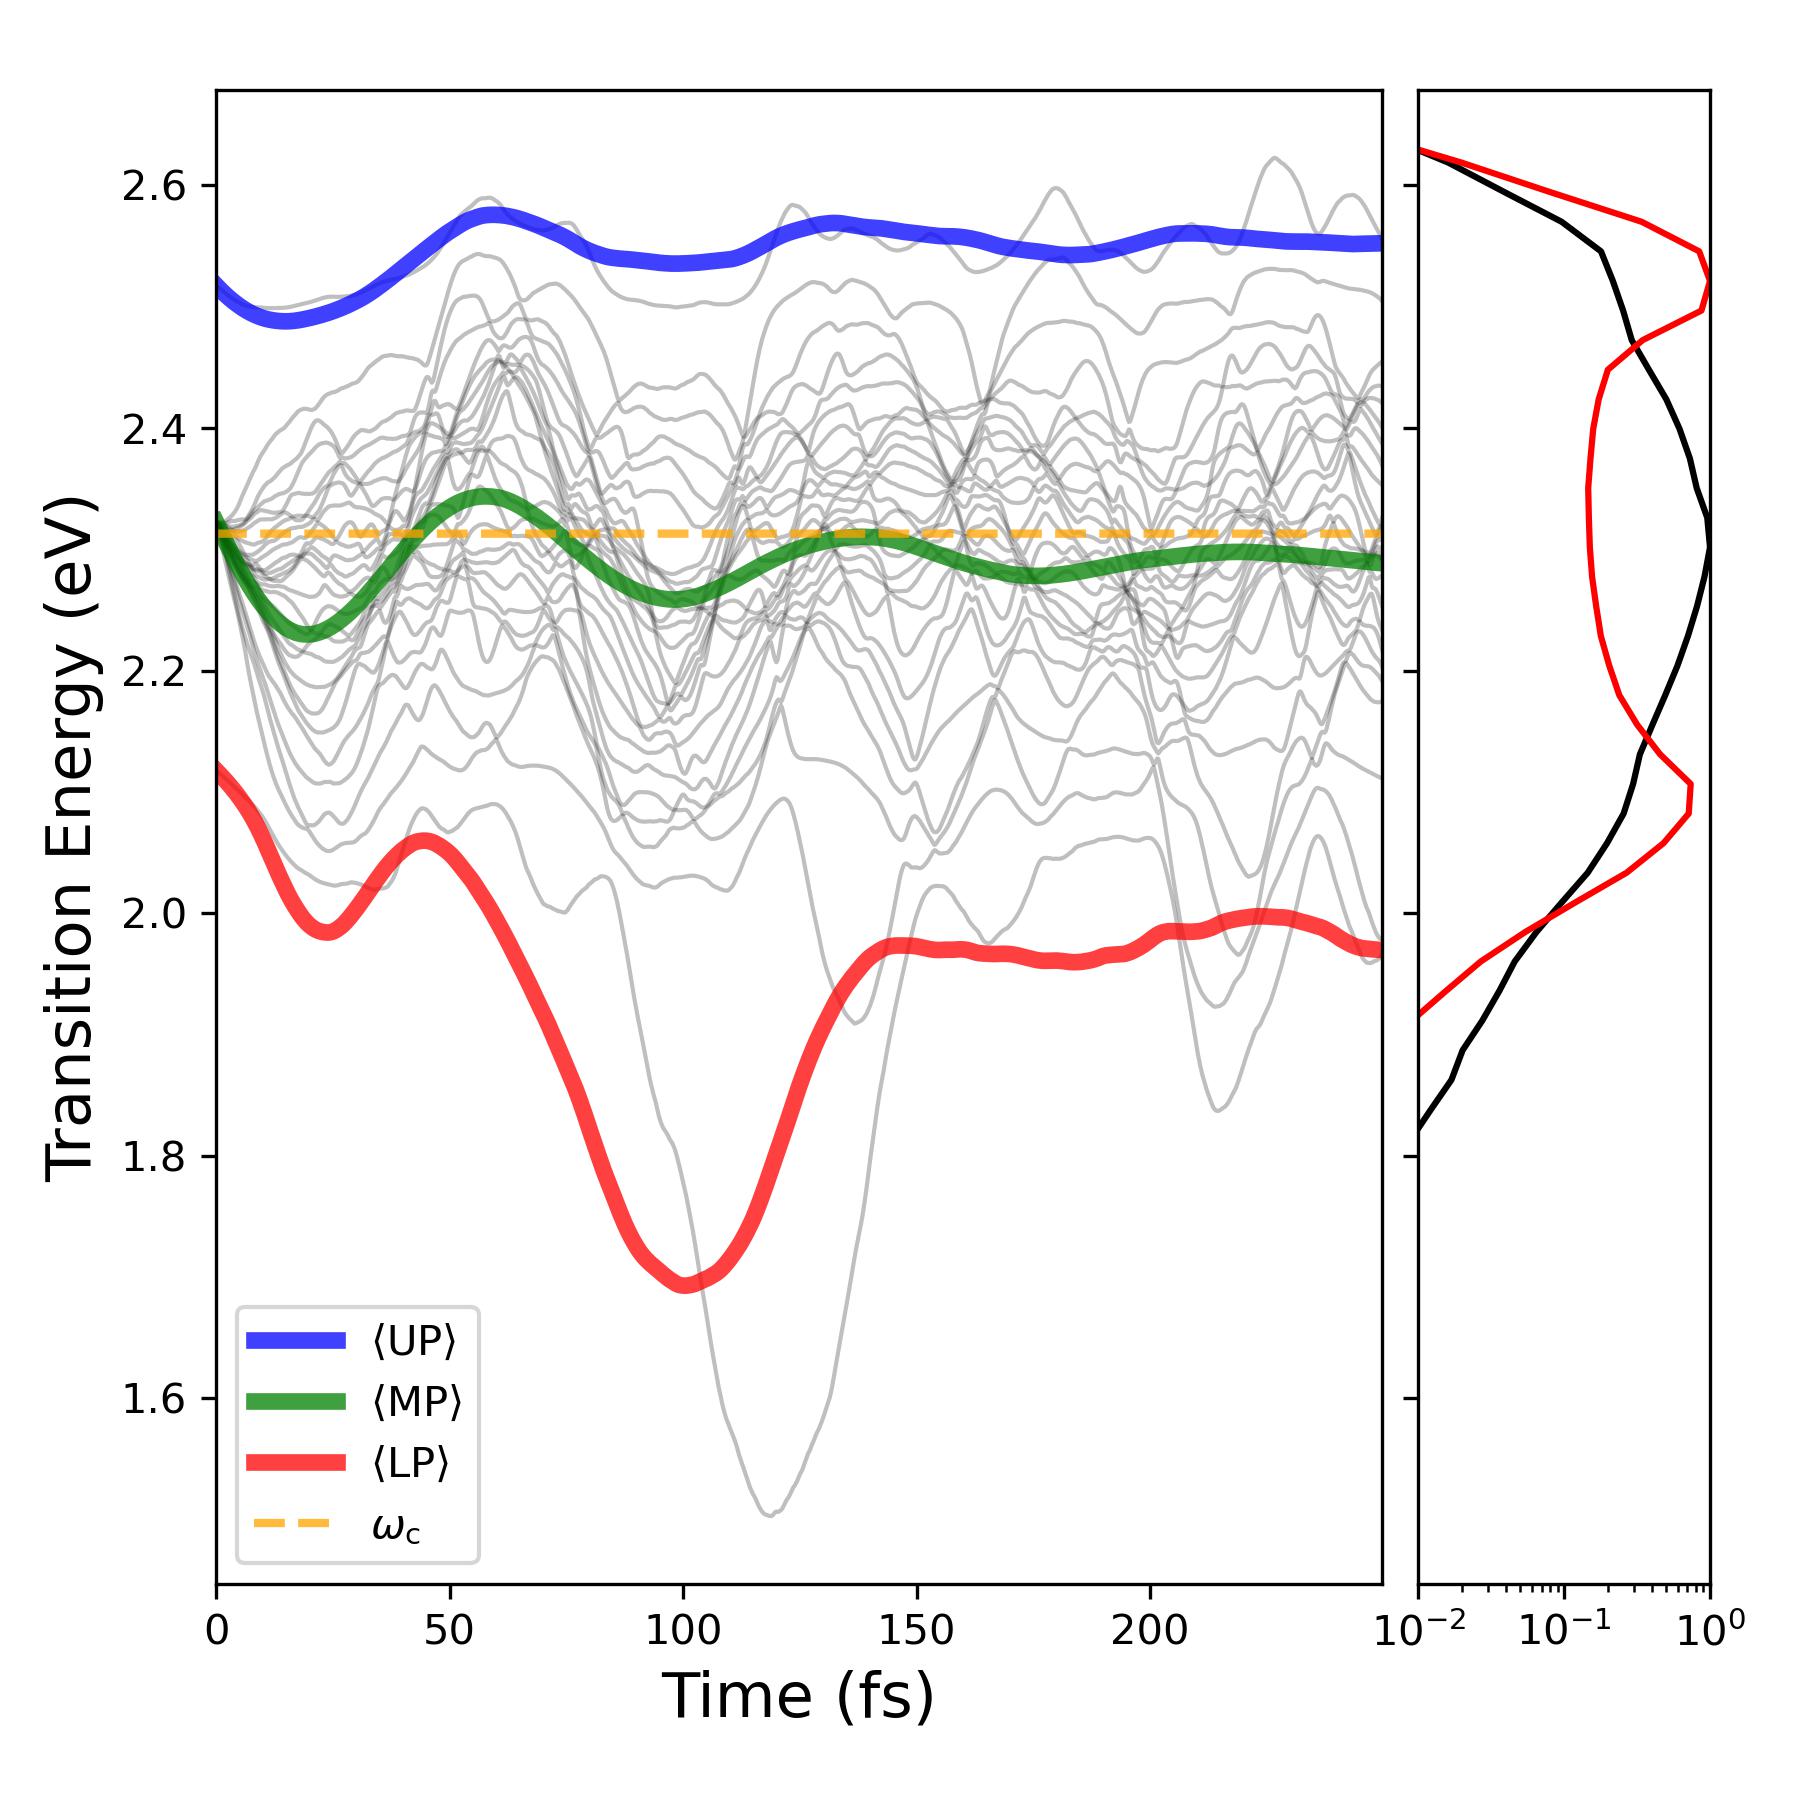 Transition Energy (eV)
2.6
2.4
2.2
2.0
1.8
1.6
⟨UP⟩
⟨MP⟩
⟨LP⟩
ω_c
0 50 100 150 200
10⁻² 10⁻¹ 10⁰
Time (fs)